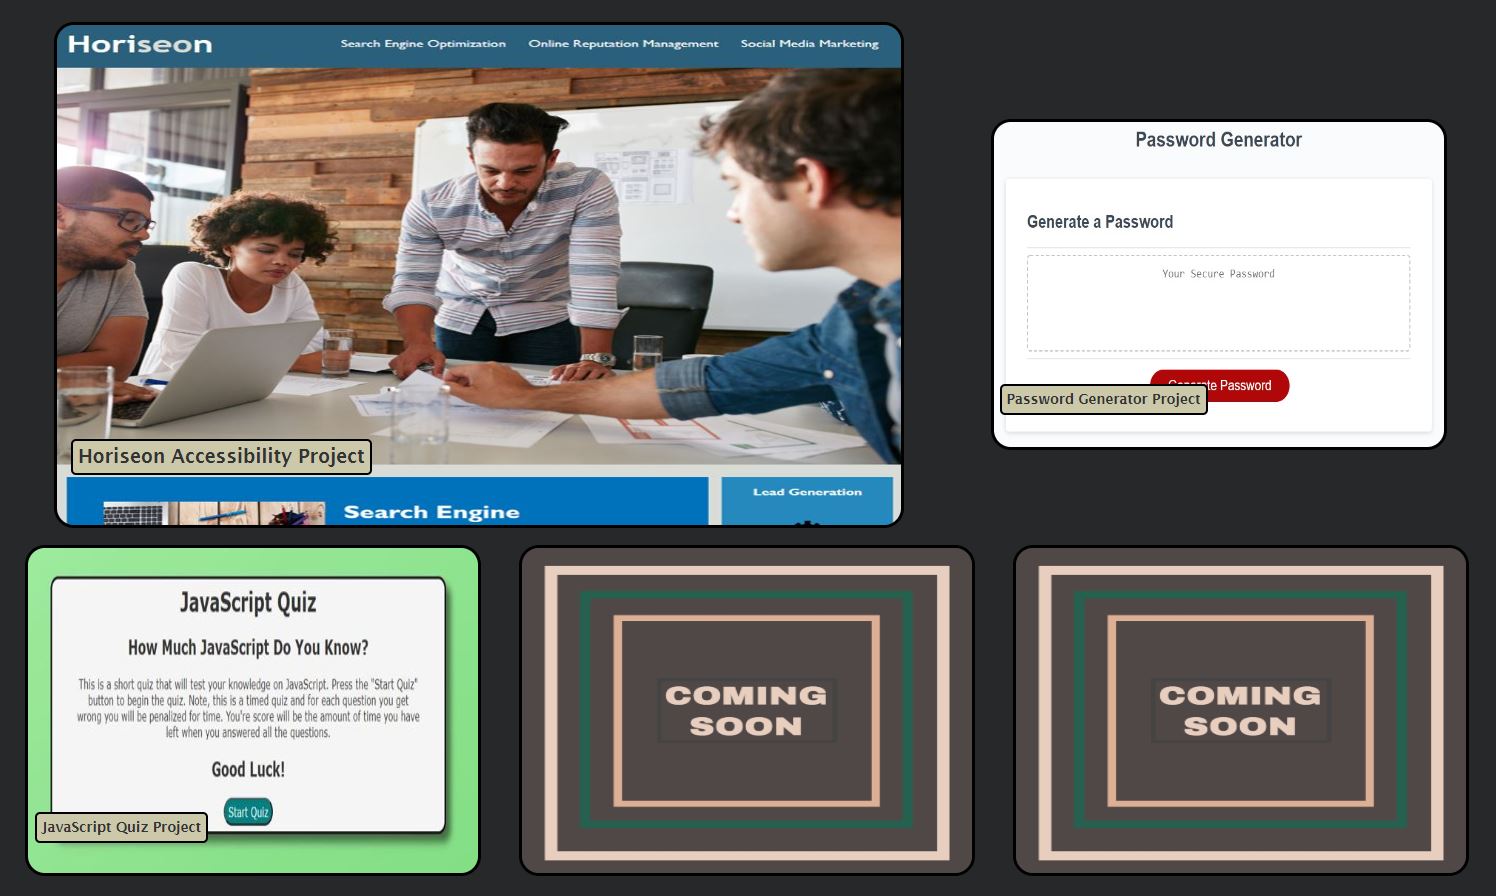 Horiseon
Search Engine Optimization
Online Reputation Management
Social Media Marketing
Horiseon Accessibility Project
Search Engine
Lead Generation
Password Generator
Generate a Password
Your Secure Password
Generate Password
Password Generator Project
JavaScript Quiz
How Much JavaScript Do You Know?
This is a short quiz that will test your knowledge on JavaScript. Press the "Start Quiz"
button to begin the quiz. Note, this is a timed quiz and for each question you get
wrong you will be penalized for time. You're score will be the amount of time you have
left when you answered all the questions.
Good Luck!
Start Quiz
JavaScript Quiz Project
COMING
SOON
COMING
SOON